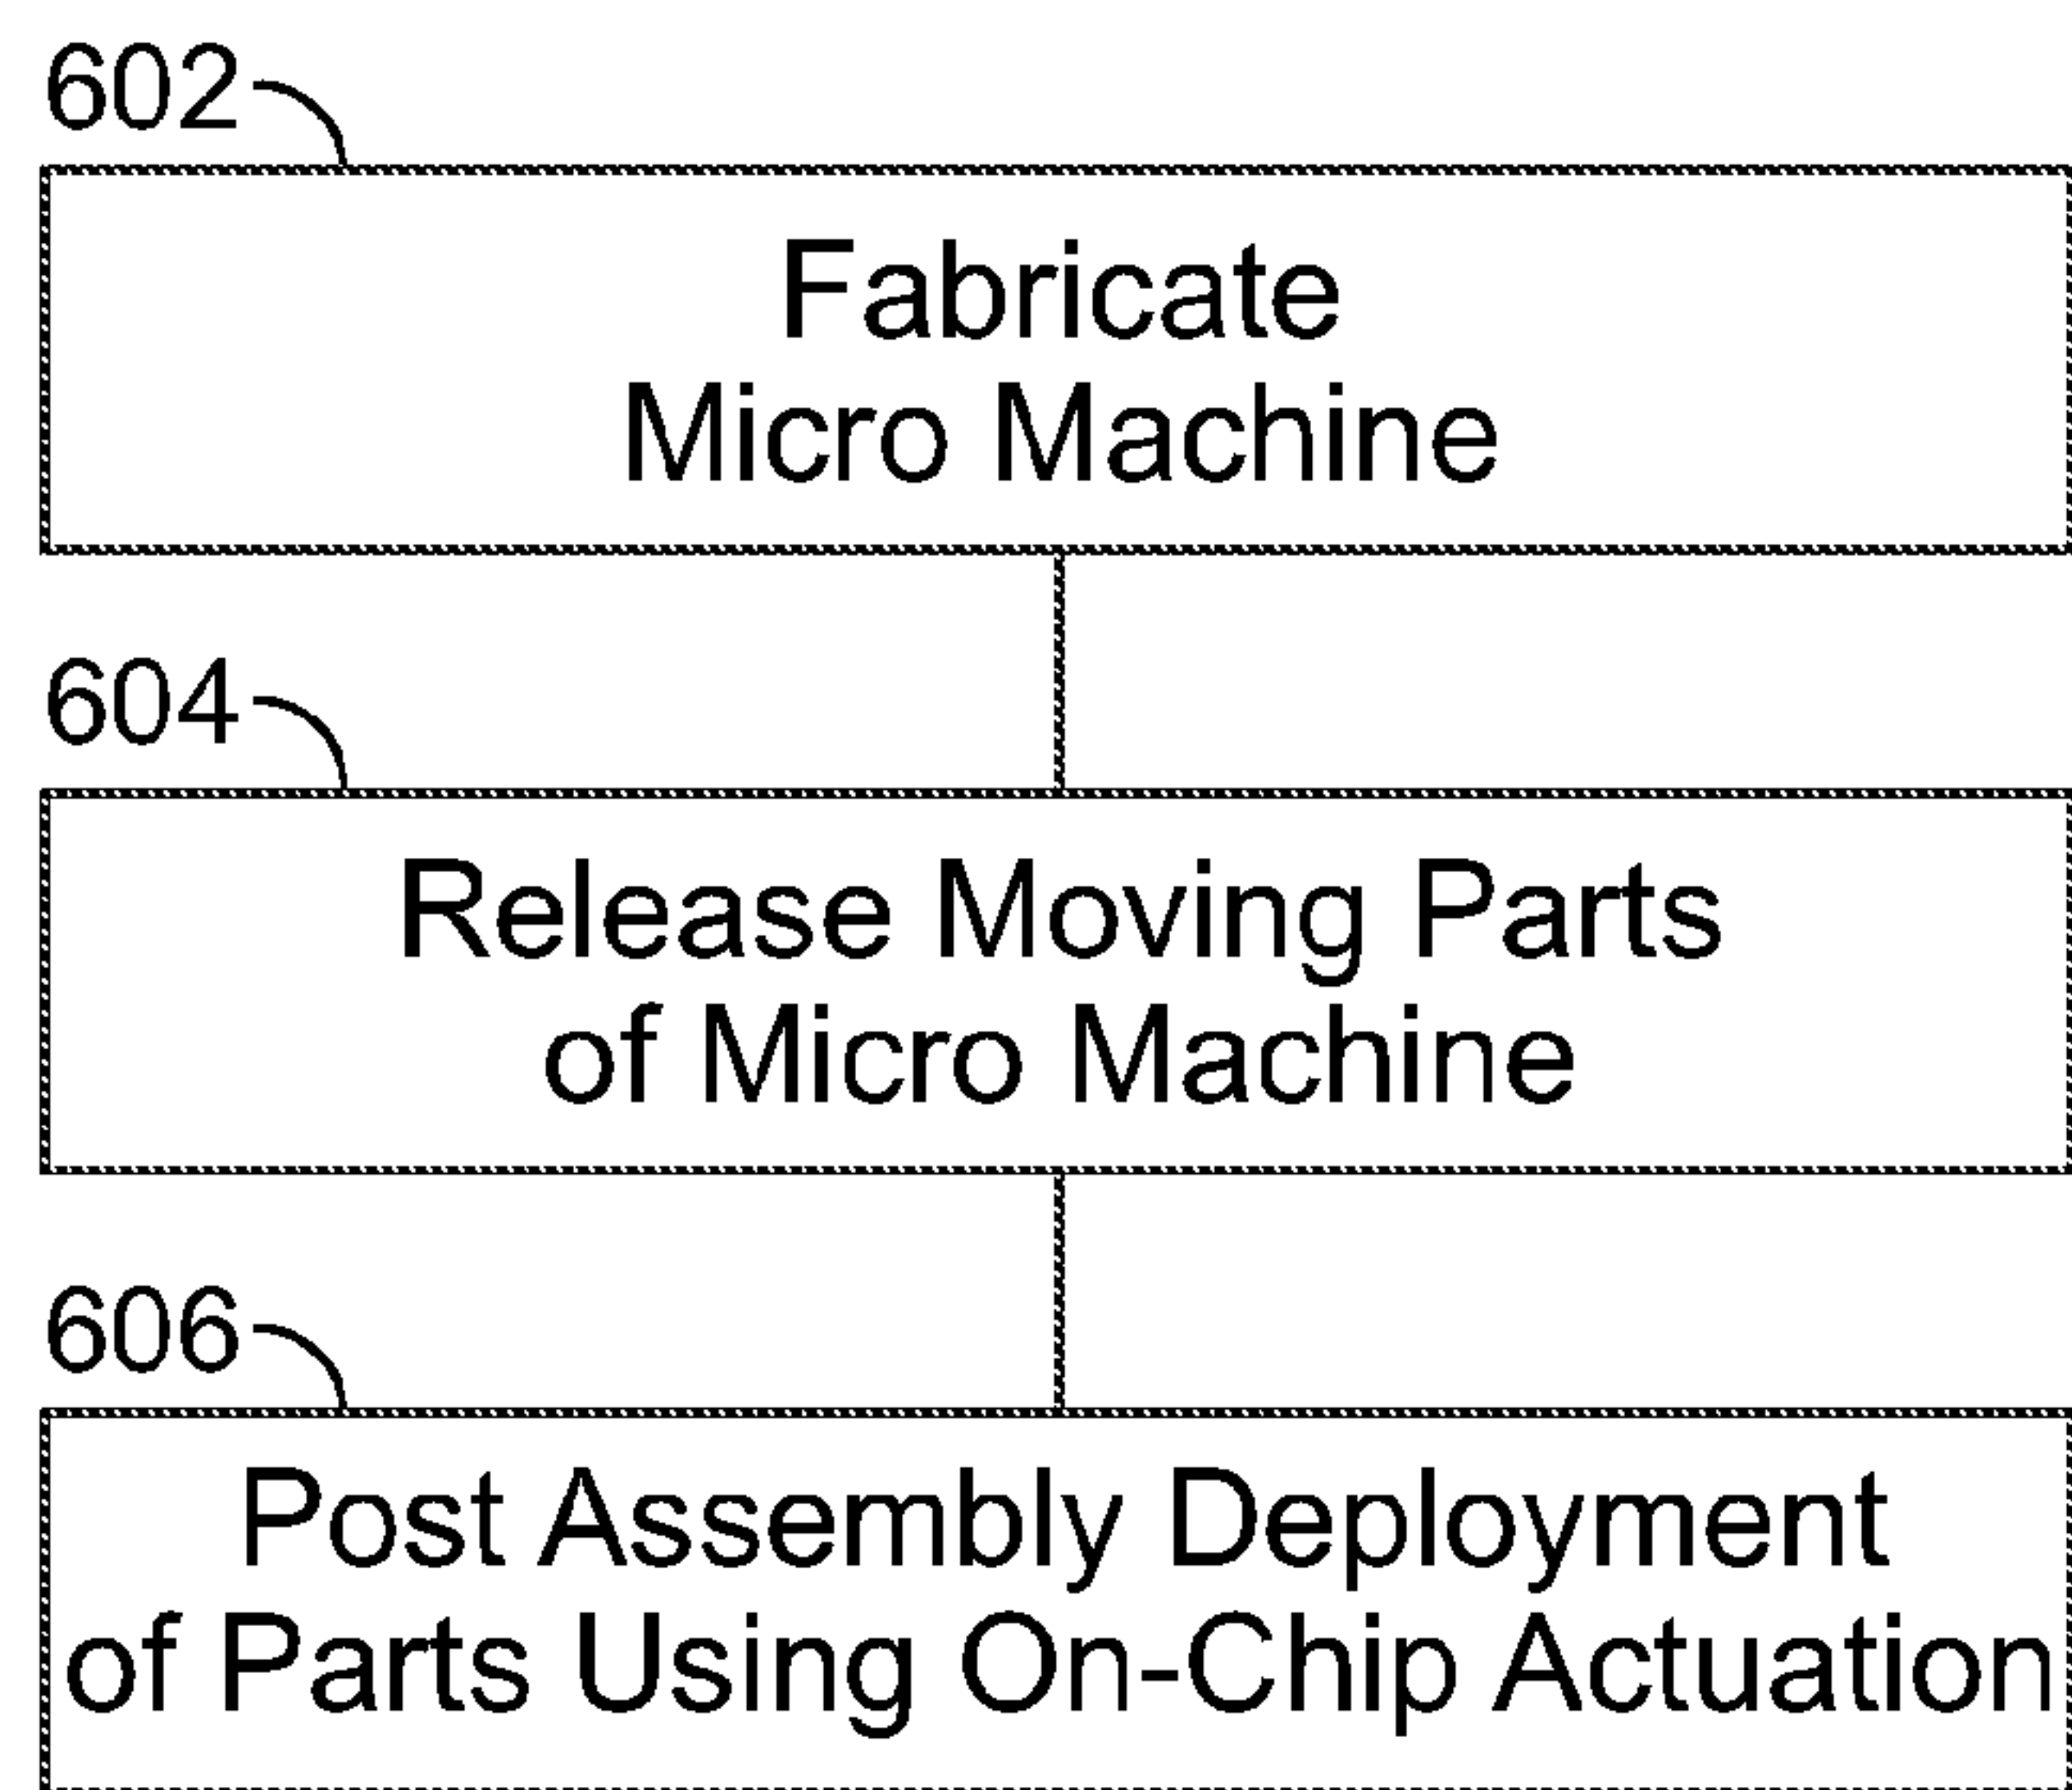 602
Fabricate
Micro Machine
604
Release Moving Parts
of Micro Machine
606
Post Assembly Deployment
of Parts Using On-Chip Actuation